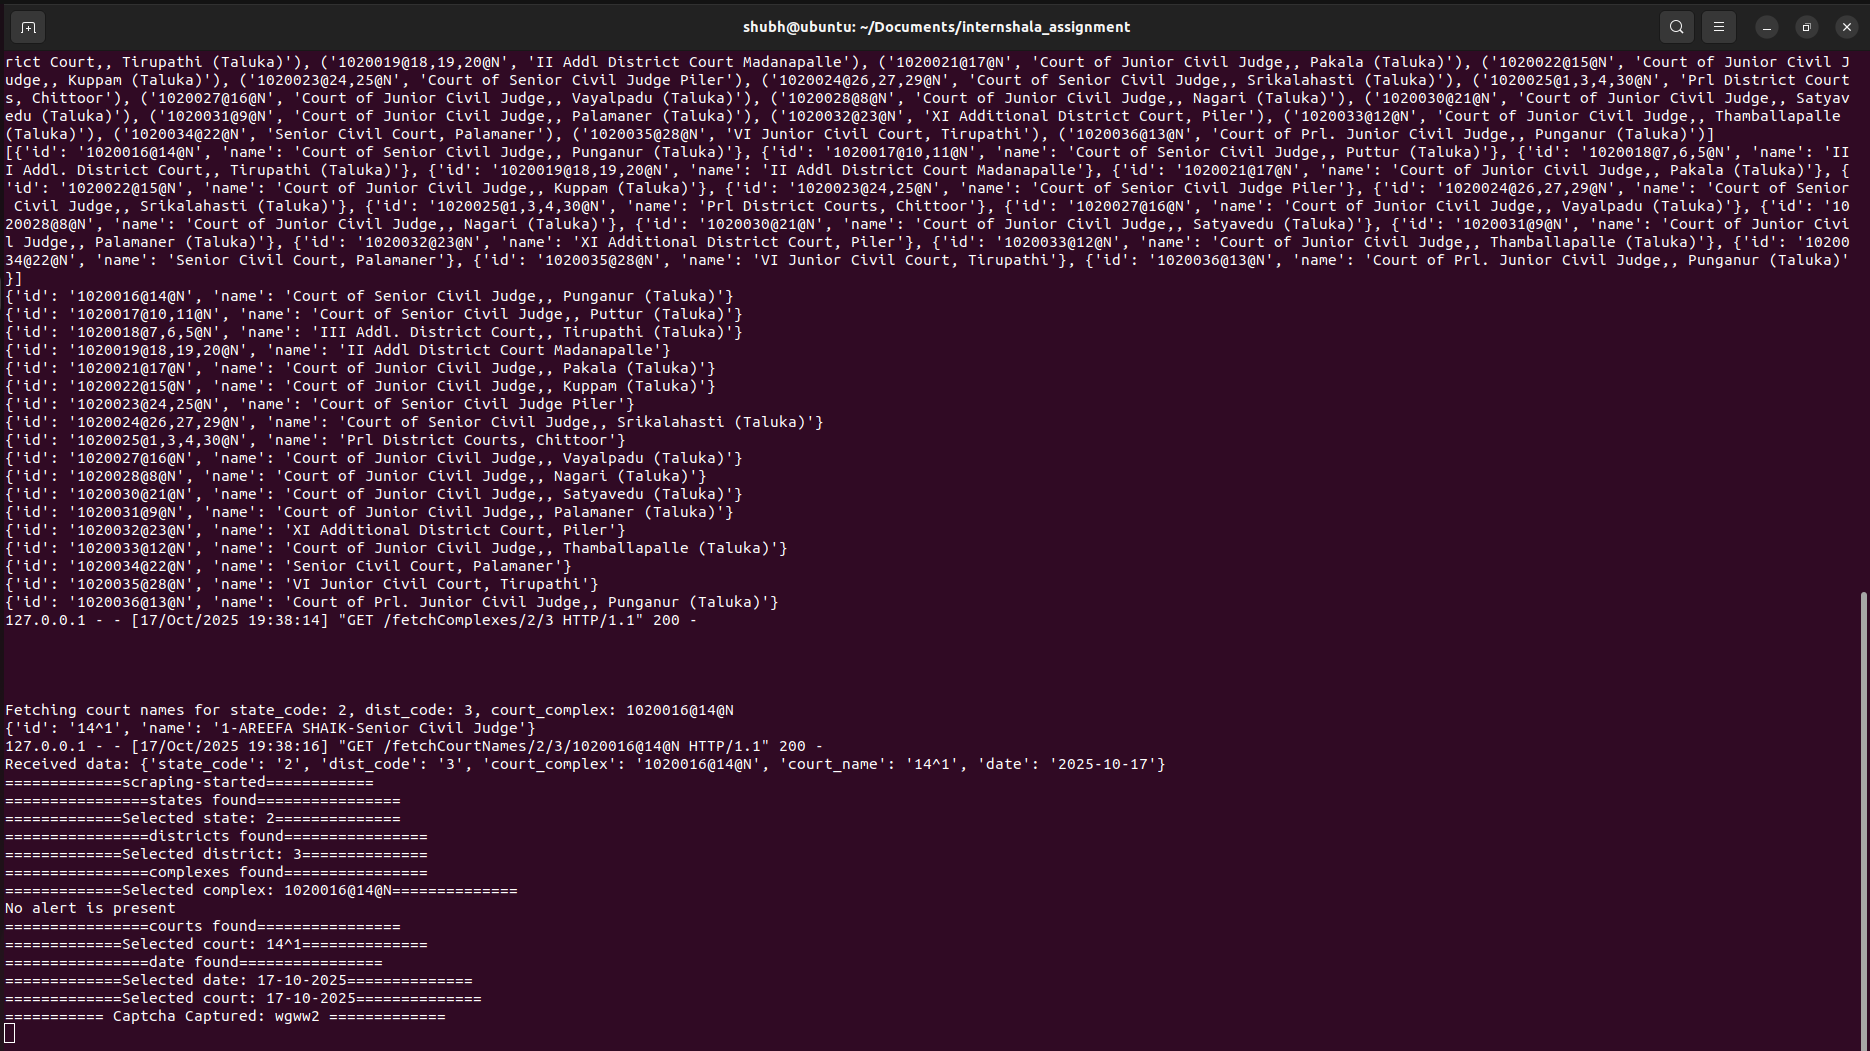 shubh@ubuntu: ~/Documents/internshala_assignment
rict Court,, Tirupathi (Taluka)'), ('1020019@18,19,20@N', 'II Addl District Court Madanapalle'), ('1020021@17@N', 'Court of Junior Civil Judge,, Pakala (Taluka)'), ('1020022@15@N', 'Court of Junior Civil J
udge,, Kuppam (Taluka)'), ('1020023@24,25@N', 'Court of Senior Civil Judge Piler'), ('1020024@26,27,29@N', 'Court of Senior Civil Judge,, Srikalahasti (Taluka)'), ('1020025@1,3,4,30@N', 'Prl District Court
s, Chittoor'), ('1020027@16@N', 'Court of Junior Civil Judge,, Vayalpadu (Taluka)'), ('1020028@8@N', 'Court of Junior Civil Judge,, Nagari (Taluka)'), ('1020030@21@N', 'Court of Junior Civil Judge,, Satyav
edu (Taluka)'), ('1020031@9@N', 'Court of Junior Civil Judge,, Palamaner (Taluka)'), ('1020032@23@N', 'XI Additional District Court, Piler'), ('1020033@12@N', 'Court of Junior Civil Judge,, Thamballapalle 
(Taluka)'), ('1020034@22@N', 'Senior Civil Court, Palamaner'), ('1020035@28@N', 'VI Junior Civil Court, Tirupathi'), ('1020036@13@N', 'Court of Prl. Junior Civil Judge,, Punganur (Taluka)')]
[{'id': '1020016@14@N', 'name': 'Court of Senior Civil Judge,, Punganur (Taluka)'}, {'id': '1020017@10,11@N', 'name': 'Court of Senior Civil Judge,, Puttur (Taluka)'}, {'id': '1020018@7,6,5@N', 'name': 'II
I Addl. District Court,, Tirupathi (Taluka)'}, {'id': '1020019@18,19,20@N', 'name': 'II Addl District Court Madanapalle'}, {'id': '1020021@17@N', 'name': 'Court of Junior Civil Judge,, Pakala (Taluka)'}, {
'id': '1020022@15@N', 'name': 'Court of Junior Civil Judge,, Kuppam (Taluka)'}, {'id': '1020023@24,25@N', 'name': 'Court of Senior Civil Judge Piler'}, {'id': '1020024@26,27,29@N', 'name': 'Court of Senior
 Civil Judge,, Srikalahasti (Taluka)'}, {'id': '1020025@1,3,4,30@N', 'name': 'Prl District Courts, Chittoor'}, {'id': '1020027@16@N', 'name': 'Court of Junior Civil Judge,, Vayalpadu (Taluka)'}, {'id': '10
20028@8@N', 'name': 'Court of Junior Civil Judge,, Nagari (Taluka)'}, {'id': '1020030@21@N', 'name': 'Court of Junior Civil Judge,, Satyavedu (Taluka)'}, {'id': '1020031@9@N', 'name': 'Court of Junior Civi
l Judge,, Palamaner (Taluka)'}, {'id': '1020032@23@N', 'name': 'XI Additional District Court, Piler'}, {'id': '1020033@12@N', 'name': 'Court of Junior Civil Judge,, Thamballapalle (Taluka)'}, {'id': '10200
34@22@N', 'name': 'Senior Civil Court, Palamaner'}, {'id': '1020035@28@N', 'name': 'VI Junior Civil Court, Tirupathi'}, {'id': '1020036@13@N', 'name': 'Court of Prl. Junior Civil Judge,, Punganur (Taluka)'
}]
{'id': '1020016@14@N', 'name': 'Court of Senior Civil Judge,, Punganur (Taluka)'}
{'id': '1020017@10,11@N', 'name': 'Court of Senior Civil Judge,, Puttur (Taluka)'}
{'id': '1020018@7,6,5@N', 'name': 'III Addl. District Court,, Tirupathi (Taluka)'}
{'id': '1020019@18,19,20@N', 'name': 'II Addl District Court Madanapalle'}
{'id': '1020021@17@N', 'name': 'Court of Junior Civil Judge,, Pakala (Taluka)'}
{'id': '1020022@15@N', 'name': 'Court of Junior Civil Judge,, Kuppam (Taluka)'}
{'id': '1020023@24,25@N', 'name': 'Court of Senior Civil Judge Piler'}
{'id': '1020024@26,27,29@N', 'name': 'Court of Senior Civil Judge,, Srikalahasti (Taluka)'}
{'id': '1020025@1,3,4,30@N', 'name': 'Prl District Courts, Chittoor'}
{'id': '1020027@16@N', 'name': 'Court of Junior Civil Judge,, Vayalpadu (Taluka)'}
{'id': '1020028@8@N', 'name': 'Court of Junior Civil Judge,, Nagari (Taluka)'}
{'id': '1020030@21@N', 'name': 'Court of Junior Civil Judge,, Satyavedu (Taluka)'}
{'id': '1020031@9@N', 'name': 'Court of Junior Civil Judge,, Palamaner (Taluka)'}
{'id': '1020032@23@N', 'name': 'XI Additional District Court, Piler'}
{'id': '1020033@12@N', 'name': 'Court of Junior Civil Judge,, Thamballapalle (Taluka)'}
{'id': '1020034@22@N', 'name': 'Senior Civil Court, Palamaner'}
{'id': '1020035@28@N', 'name': 'VI Junior Civil Court, Tirupathi'}
{'id': '1020036@13@N', 'name': 'Court of Prl. Junior Civil Judge,, Punganur (Taluka)'}
127.0.0.1 - - [17/Oct/2025 19:38:14] "GET /fetchComplexes/2/3 HTTP/1.1" 200 -
Fetching court names for state_code: 2, dist_code: 3, court_complex: 1020016@14@N
{'id': '14^1', 'name': '1-AREEFA SHAIK-Senior Civil Judge'}
127.0.0.1 - - [17/Oct/2025 19:38:16] "GET /fetchCourtNames/2/3/1020016@14@N HTTP/1.1" 200 -
Received data: {'state_code': '2', 'dist_code': '3', 'court_complex': '1020016@14@N', 'court_name': '14^1', 'date': '2025-10-17'}
=============scraping-started============
================states found================
=============Selected state: 2==============
================districts found================
=============Selected district: 3==============
================complexes found================
=============Selected complex: 1020016@14@N==============
No alert is present
================courts found================
=============Selected court: 14^1==============
================date found================
=============Selected date: 17-10-2025==============
=============Selected court: 17-10-2025==============
=========== Captcha Captured: wgww2 =============